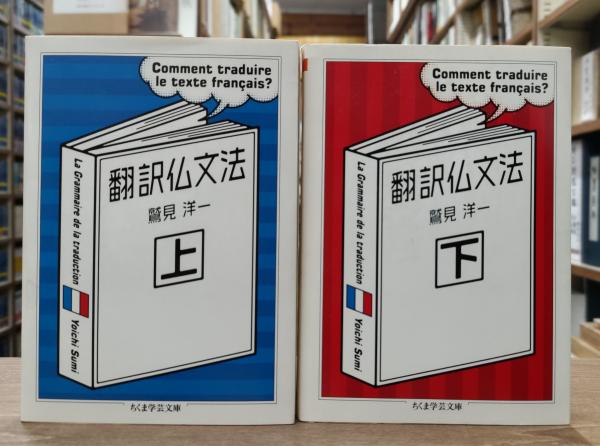 Comment traduire
le texte français?
翻訳仏文法
鷲見 洋一
上
La Grammaire de la traduction
Yoichi Sumi
ちくま学芸文庫
Comment traduire
le texte français?
翻訳仏文法
鷲見 洋一
下
La Grammaire de la traduction
Yoichi Sumi
ちくま学芸文庫